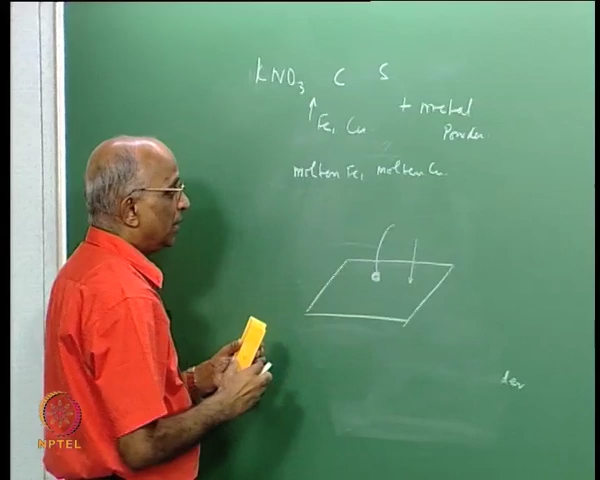 KNO3 C S
Fe, Cu + metal
Powder.
molten Fe, molten Cu
NPTEL